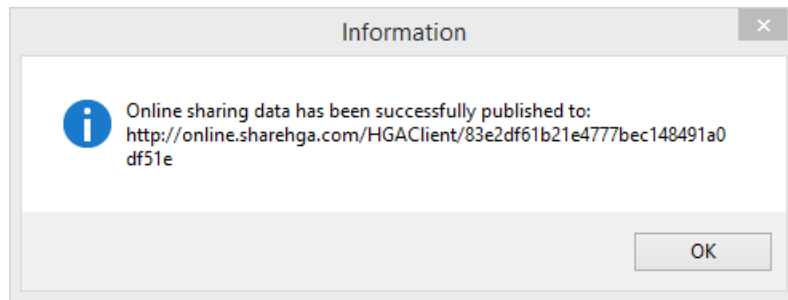 Information
Online sharing data has been successfully published to:
http://online.sharehga.com/HGAClient/83e2df61b21e4777bec148491a0
df51e
OK